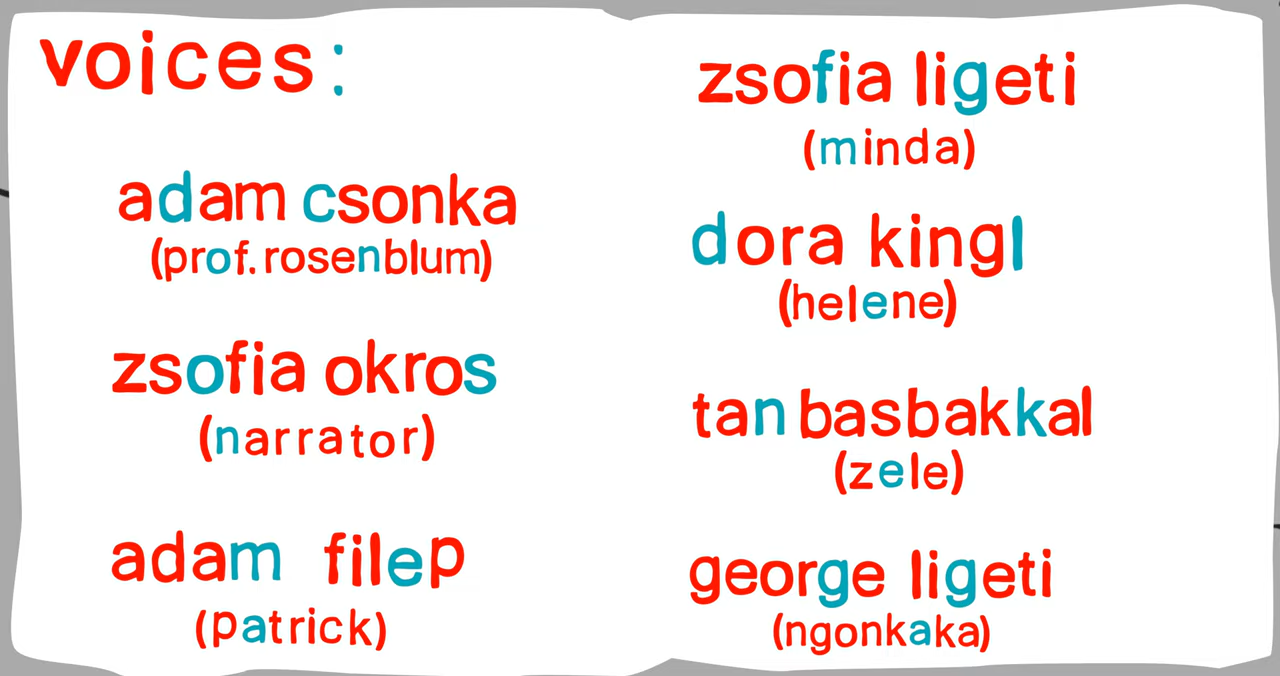 voices:
adam csonka
(prof. rosenblum)
zsofia okros
(narrator)
adam filep
(patrick)
zsofia ligeti
(minda)
dora kingl
(helene)
tan basbakkal
(zele)
george ligeti
(ngonkaka)